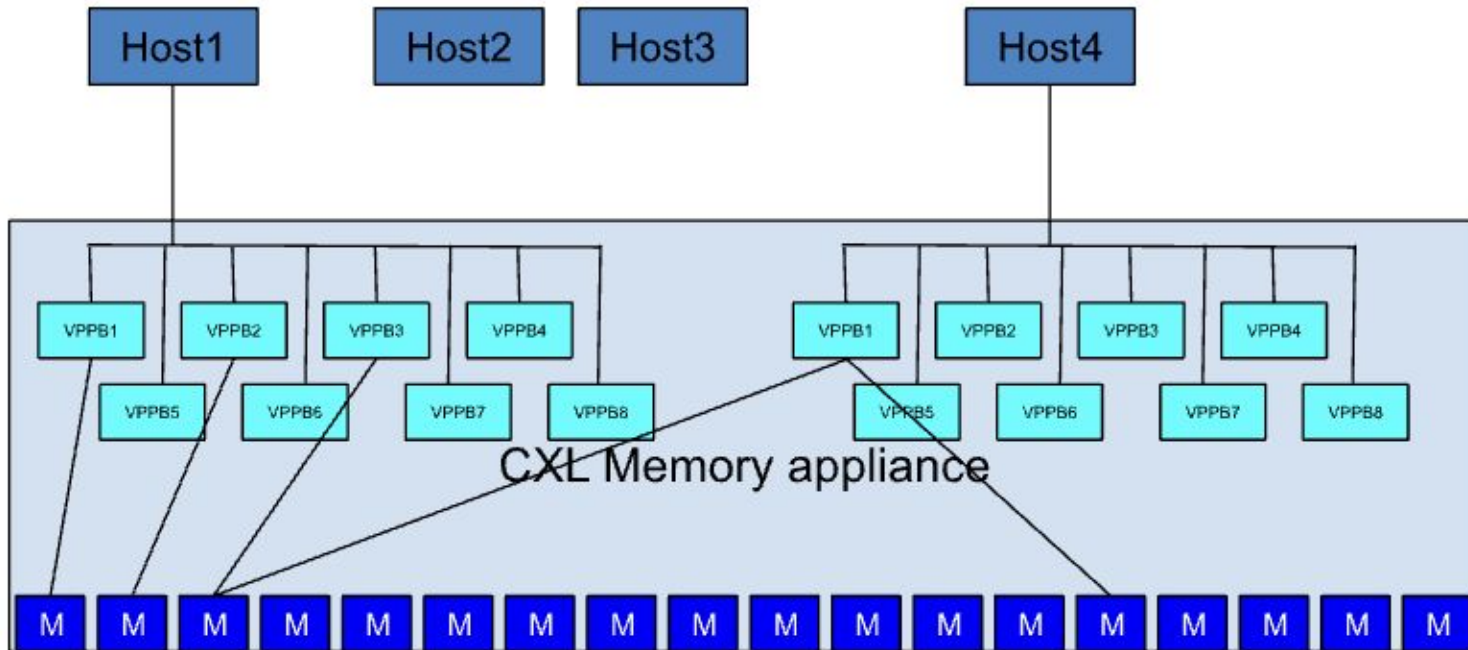 Host1 Host2 Host3 Host4
VPPB1 VPPB2 VPPB3 VPPB4 VPPB1 VPPB2 VPPB3 VPPB4
VPPB5 VPPB6 VPPB7 VPPB8 VPPB5 VPPB6 VPPB7 VPPB8
CXL Memory appliance
M M M M M M M M M M M M M M M M M M